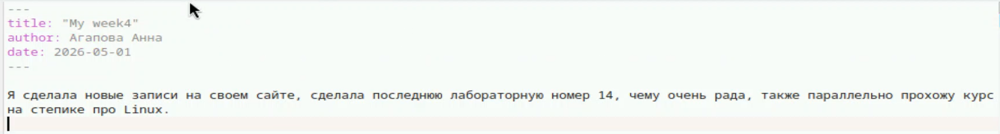 ---
title: "My week4"
author: Агапова Анна
date: 2026-05-01
---
Я сделала новые записи на своем сайте, сделала последнюю лабораторную номер 14, чему очень рада, также параллельно прохожу курс
на степике про Linux.